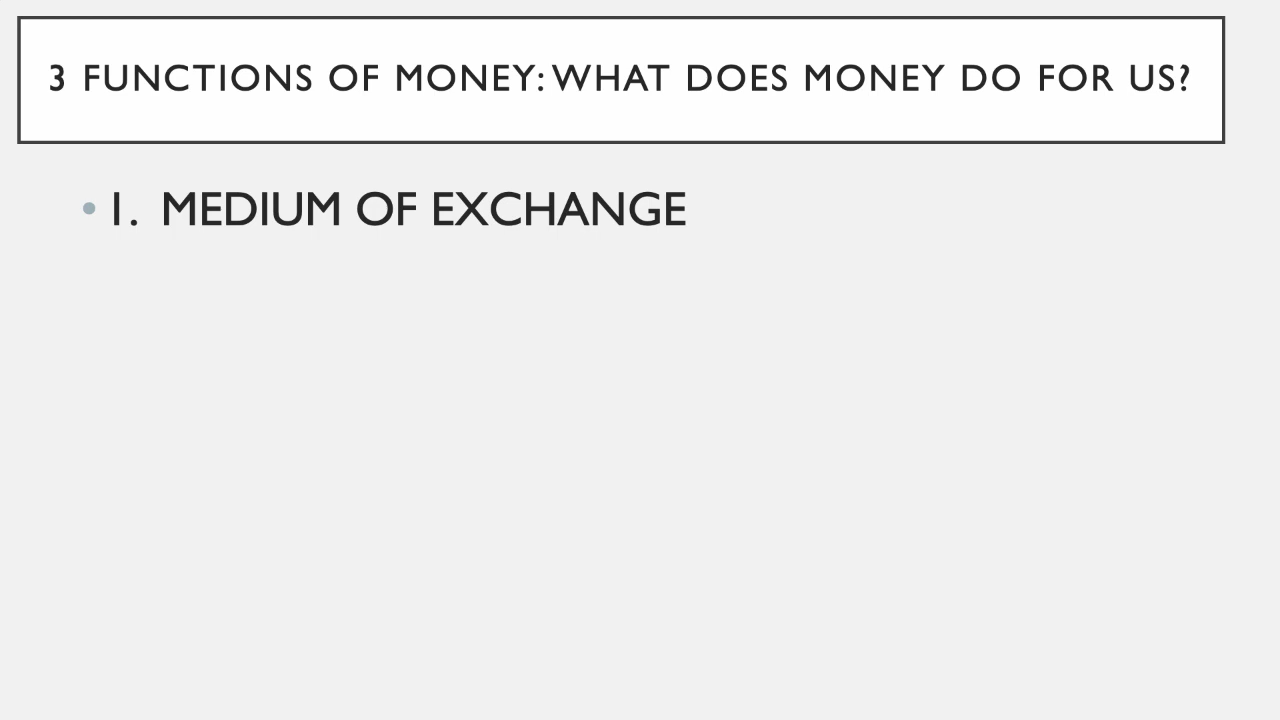 3 FUNCTIONS OF MONEY: WHAT DOES MONEY DO FOR US?
• 1. MEDIUM OF EXCHANGE